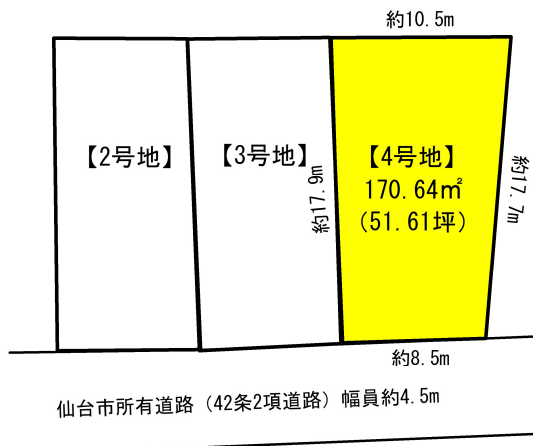 約10.5m
【2号地】
【3号地】
約17.9m
【4号地】
170.64㎡
(51.61坪)
約17.7m
約8.5m
仙台市所有道路(42条2項道路)幅員約4.5m